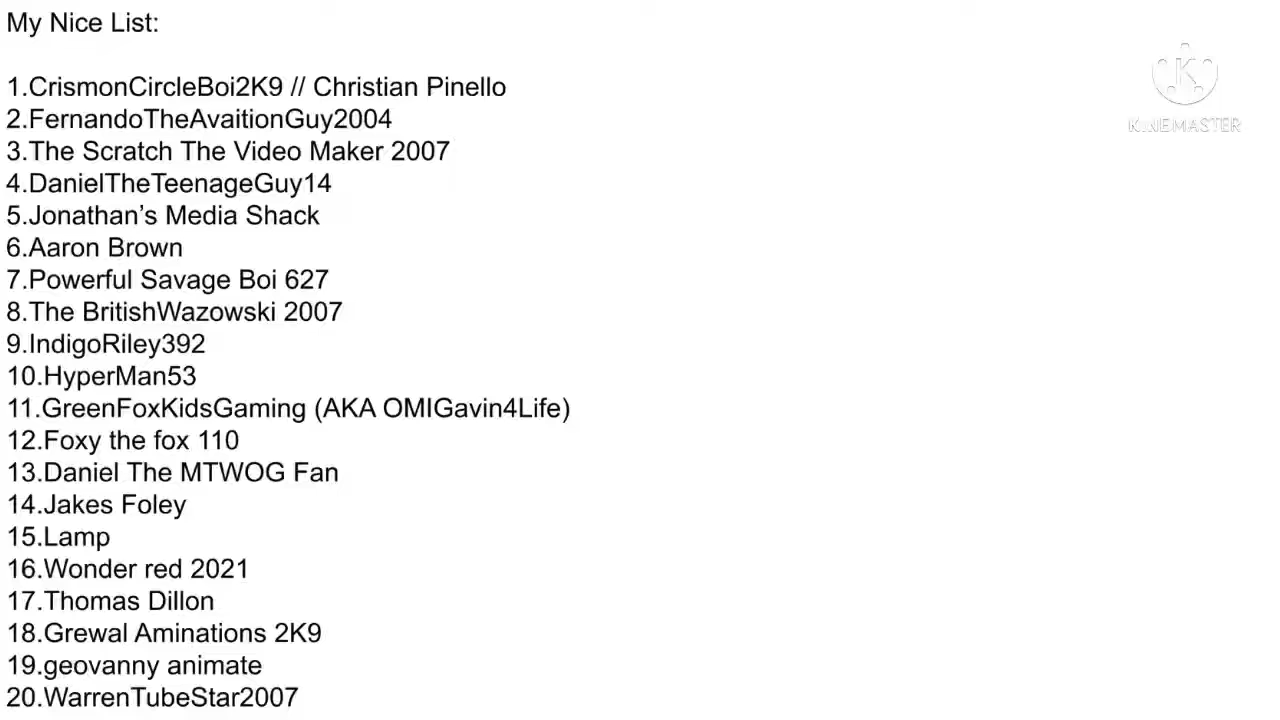 My Nice List:
1.CrismonCircleBoi2K9 // Christian Pinello
2.FernandoTheAvaitionGuy2004
3.The Scratch The Video Maker 2007
4.DanielTheTeenageGuy14
5.Jonathan’s Media Shack
6.Aaron Brown
7.Powerful Savage Boi 627
8.The BritishWazowski 2007
9.IndigoRiley392
10.HyperMan53
11.GreenFoxKidsGaming (AKA OMIGavin4Life)
12.Foxy the fox 110
13.Daniel The MTWOG Fan
14.Jakes Foley
15.Lamp
16.Wonder red 2021
17.Thomas Dillon
18.Grewal Aminations 2K9
19.geovanny animate
20.WarrenTubeStar2007
K
KINEMASTER